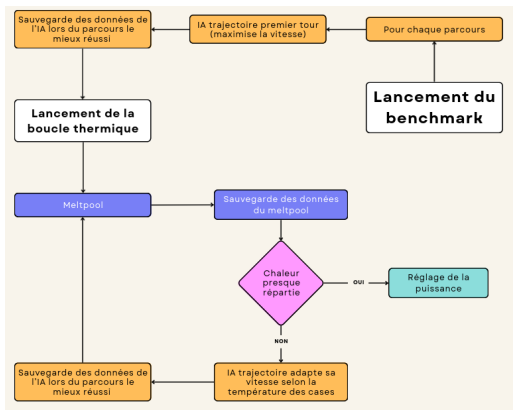 Sauvegarde des données de
l'IA lors du parcours le
mieux réussi
IA trajectoire premier tour
(maximise la vitesse)
Pour chaque parcours
Lancement du
benchmark
Lancement de la
boucle thermique
Meltpool
Sauvegarde des données
du meltpool
Chaleur
presque
répartie
OUI
Réglage de la
puissance
NON
Sauvegarde des données de
l'IA lors du parcours le
mieux réussi
IA trajectoire adapte sa
vitesse selon la
température des cases